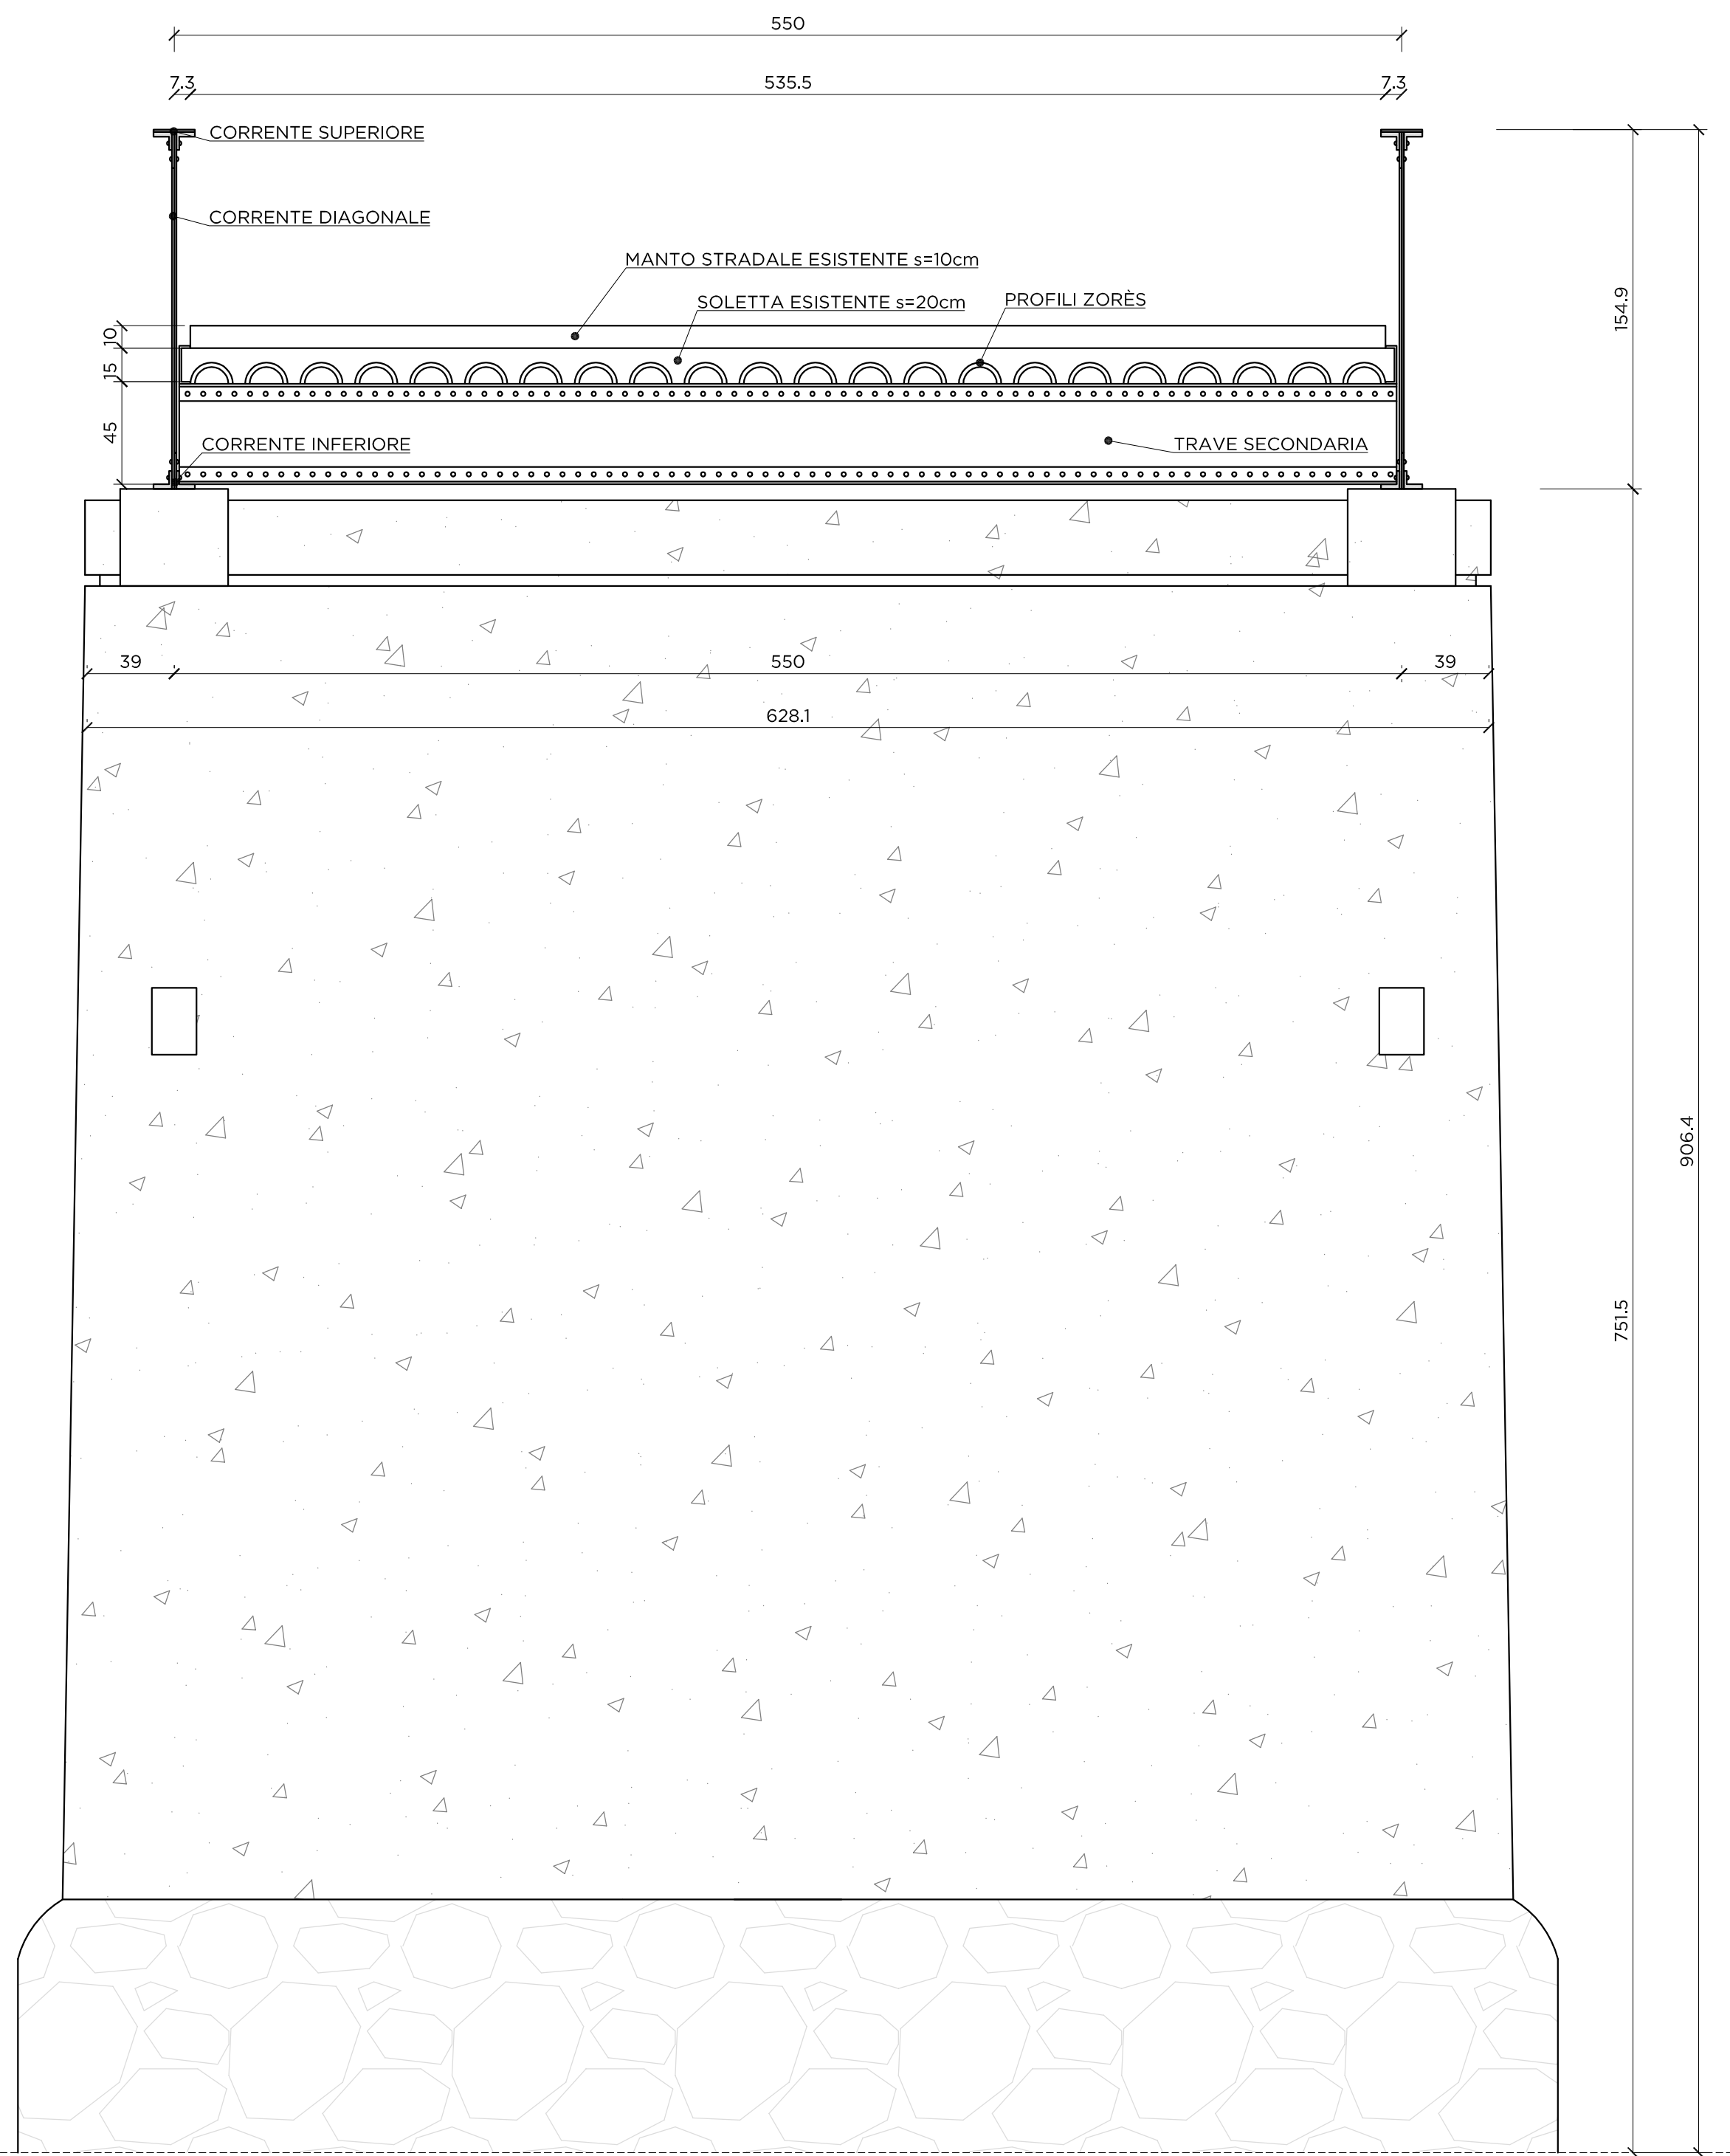 550
7.3
535.5
7.3
CORRENTE SUPERIORE
CORRENTE DIAGONALE
MANTO STRADALE ESISTENTE s=10cm
SOLETTA ESISTENTE s=20cm
PROFILI ZORÈS
154.9
10
15
45
CORRENTE INFERIORE
TRAVE SECONDARIA
39
550
39
628.1
906.4
751.5